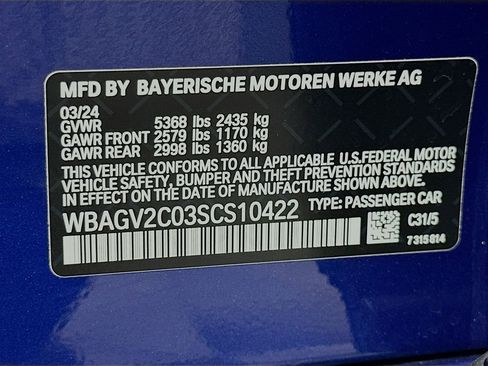 MFD BY BAYERISCHE MOTOREN WERKE AG
03/24
GVWR 5368 lbs 2435 kg
GAWR FRONT 2579 lbs 1170 kg
GAWR REAR 2998 lbs 1360 kg
THIS VEHICLE CONFORMS TO ALL APPLICABLE U.S.FEDERAL MOTOR
VEHICLE SAFETY, BUMPER AND THEFT PREVENTION STANDARDS
IN EFFECT ON THE DATE OF MANUFACTURE SHOWN ABOVE.
WBAGV2C03SCS10422 TYPE: PASSENGER CAR
C31/5
7315814